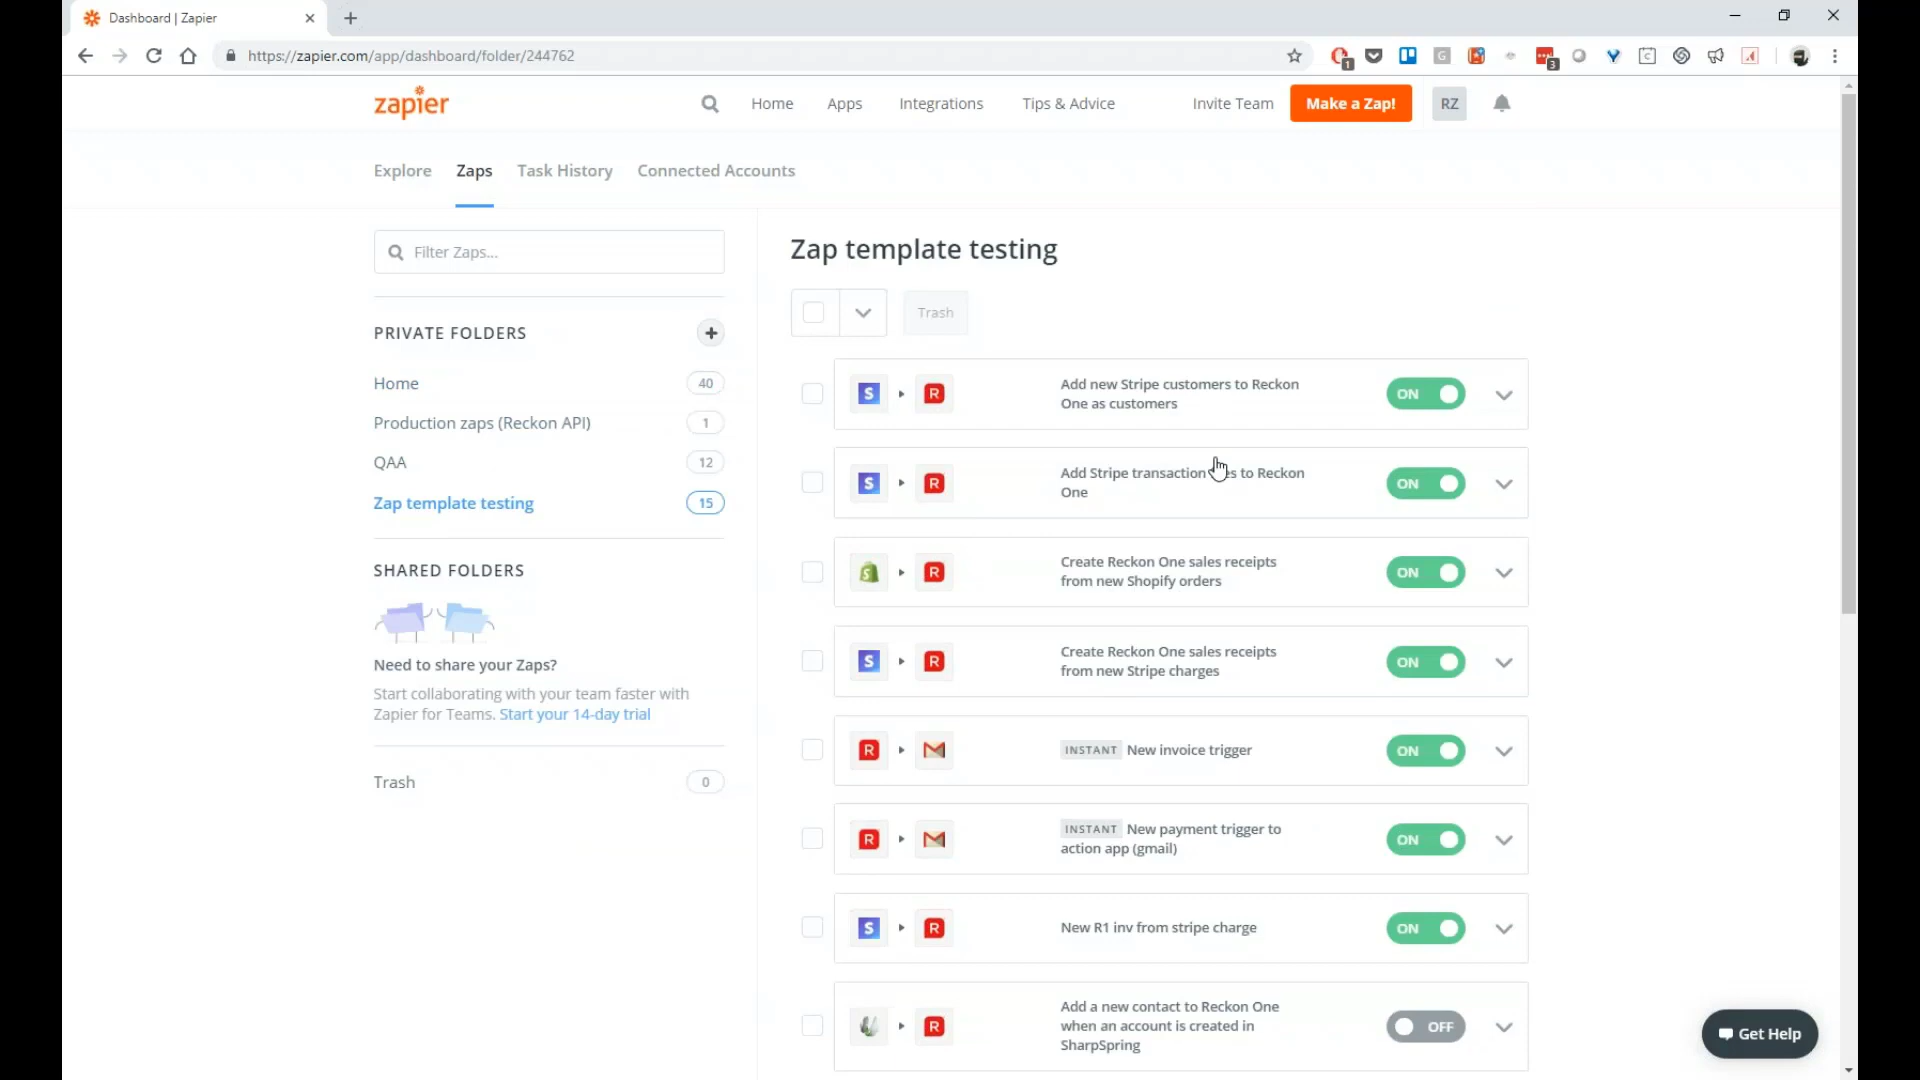 Dashboard | Zapier
https://zapier.com/app/dashboard/folder/244762
1
G
3
C
zapier
Home
Apps
Integrations
Tips & Advice
Invite Team
Make a Zap!
RZ
Explore
Zaps
Task History
Connected Accounts
Filter Zaps...
PRIVATE FOLDERS
Home
40
Production zaps (Reckon API)
1
QAA
12
Zap template testing
15
SHARED FOLDERS
Need to share your Zaps?
Start collaborating with your team faster with
Zapier for Teams. Start your 14-day trial
Trash
0
Zap template testing
Trash
S
R
Add new Stripe customers to Reckon
One as customers
ON
S
R
Add Stripe transaction to Reckon
One
ON
S
R
Create Reckon One sales receipts
from new Shopify orders
ON
S
R
Create Reckon One sales receipts
from new Stripe charges
ON
R
M
INSTANT New invoice trigger
ON
R
M
INSTANT New payment trigger to
action app (gmail)
ON
S
R
New R1 inv from stripe charge
ON
R
Add a new contact to Reckon One
when an account is created in
SharpSpring
OFF
Get Help